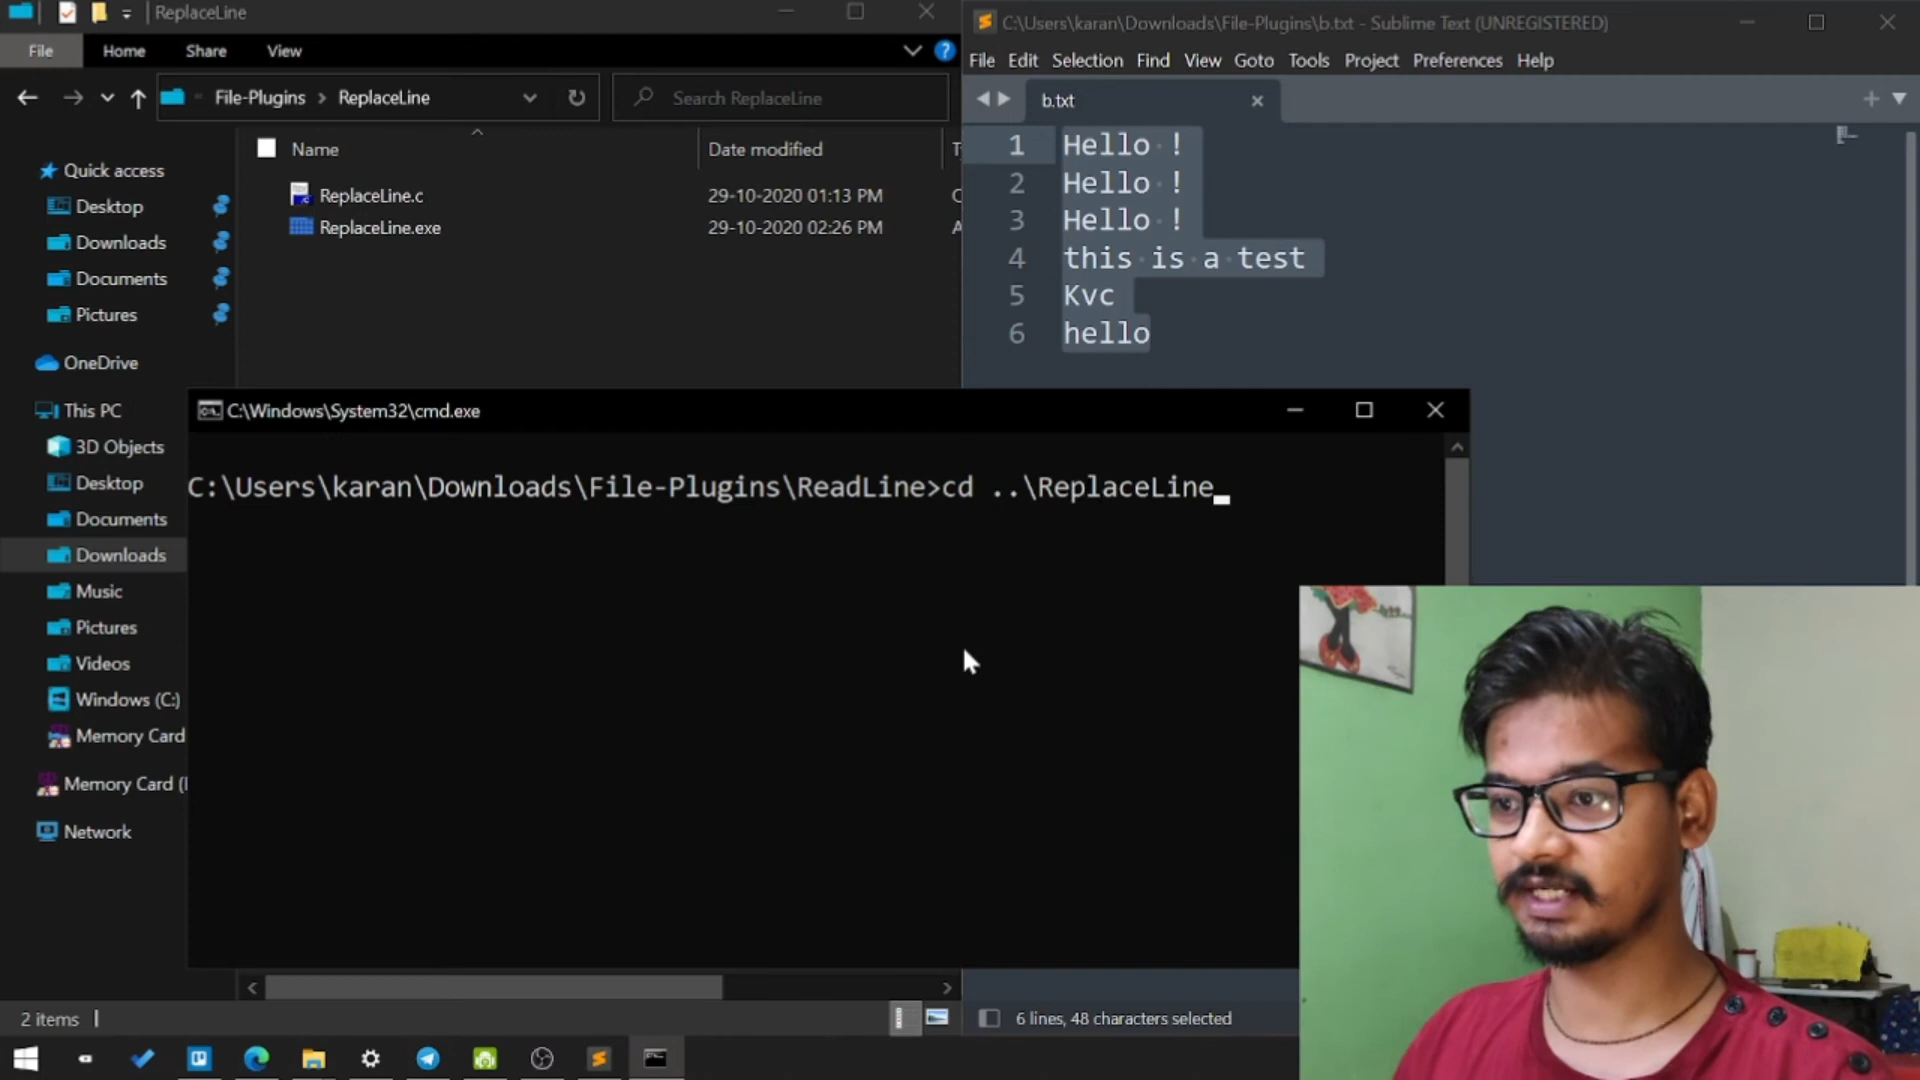 ReplaceLine
File Home Share View
File-Plugins > ReplaceLine
Search ReplaceLine
Name Date modified
ReplaceLine.c 29-10-2020 01:13 PM
ReplaceLine.exe 29-10-2020 02:26 PM
Quick access
Desktop
Downloads
Documents
Pictures
OneDrive
This PC
3D Objects
Desktop
Documents
Downloads
Music
Pictures
Videos
Windows (C:)
Memory Card
Memory Card (
Network
2 items
C:\Users\karan\Downloads\File-Plugins\b.txt - Sublime Text (UNREGISTERED)
File Edit Selection Find View Goto Tools Project Preferences Help
b.txt
1 Hello !
2 Hello !
3 Hello !
4 this is a test
5 Kvc
6 hello
6 lines, 48 characters selected
C:\Windows\System32\cmd.exe
C:\Users\karan\Downloads\File-Plugins\ReadLine>cd ..\ReplaceLine